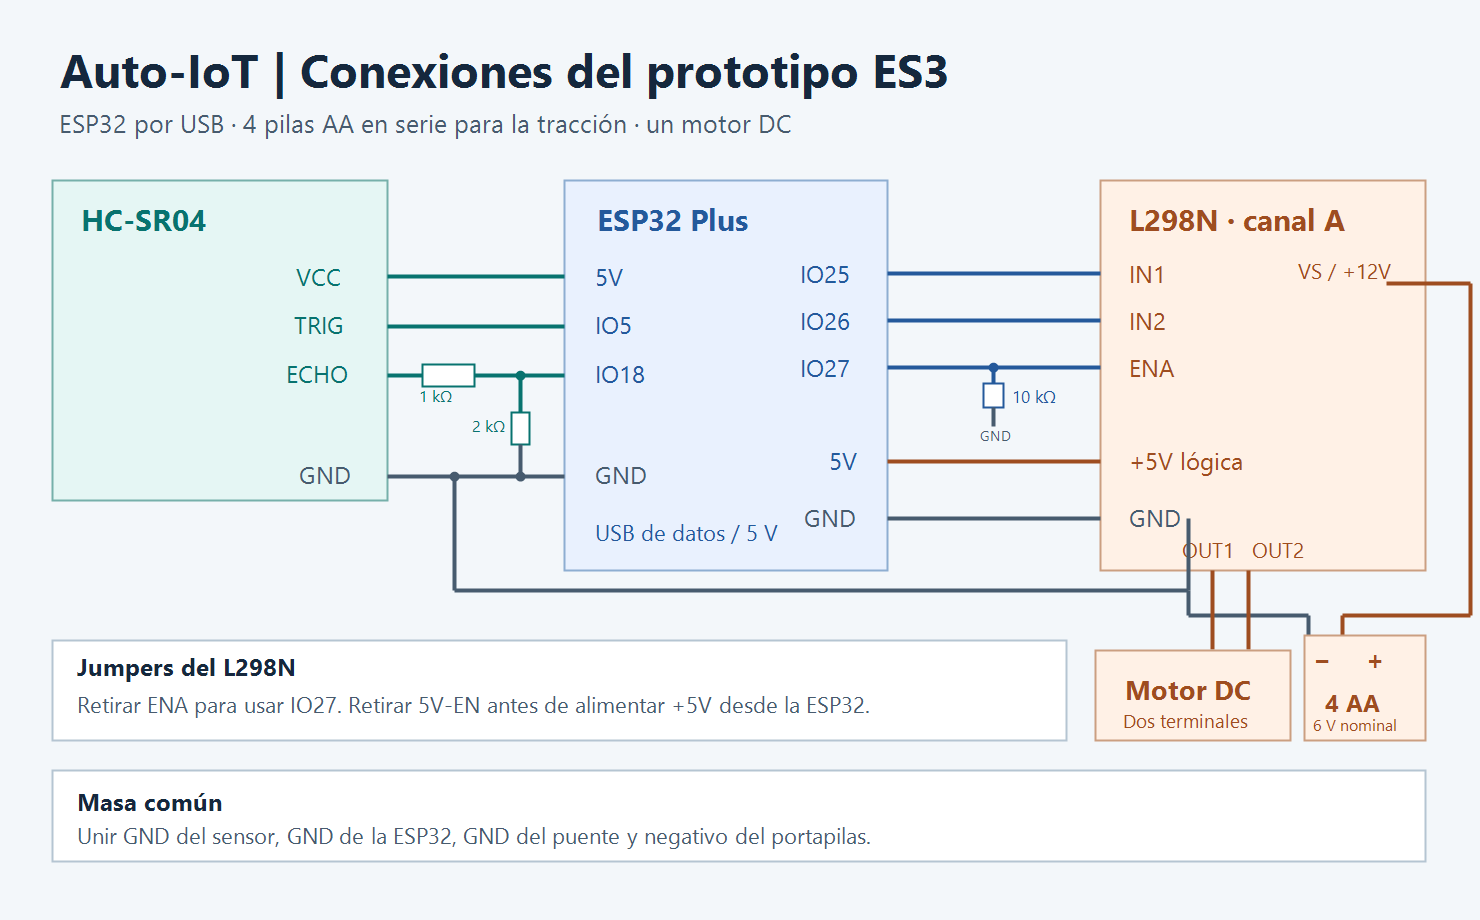 Auto-IoT | Conexiones del prototipo ES3
ESP32 por USB · 4 pilas AA en serie para la tracción · un motor DC
HC-SR04
VCC
TRIG
ECHO
GND
1 kΩ
2 kΩ
ESP32 Plus
5V
IO5
IO18
GND
USB de datos / 5 V
IO25
IO26
IO27
5V
GND
10 kΩ
GND
L298N · canal A
IN1
VS / +12V
IN2
ENA
+5V lógica
GND
OUT1 OUT2
Jumpers del L298N
Retirar ENA para usar IO27. Retirar 5V-EN antes de alimentar +5V desde la ESP32.
Motor DC
Dos terminales
− +
4 AA
6 V nominal
Masa común
Unir GND del sensor, GND de la ESP32, GND del puente y negativo del portapilas.